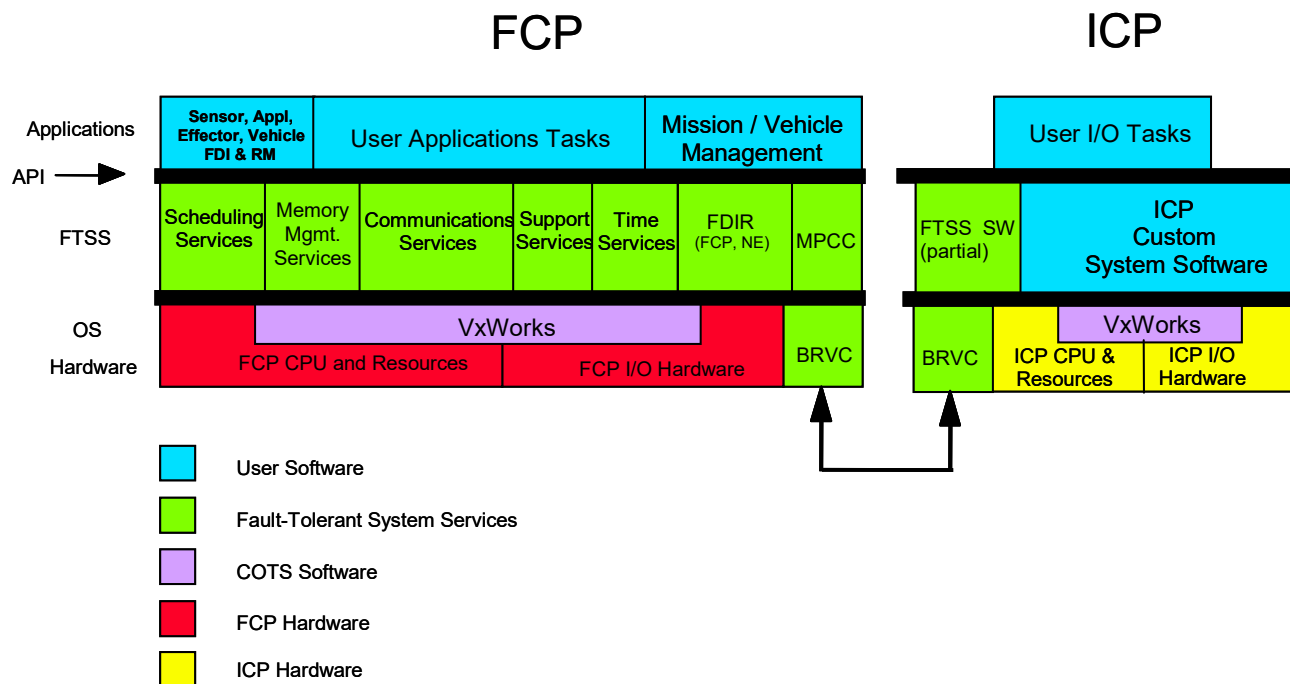 FCP
ICP
Applications
Sensor, Appl,
Effector, Vehicle
FDI & RM
User Applications Tasks
Mission / Vehicle
Management
User I/O Tasks
API
FTSS
Scheduling
Services
Memory
Mgmt.
Services
Communications
Services
Support
Services
Time
Services
FDIR
(FCP, NE)
MPCC
FTSS SW
(partial)
ICP
Custom
System Software
OS
Hardware
VxWorks
FCP CPU and Resources
FCP I/O Hardware
BRVC
BRVC
VxWorks
ICP CPU &
Resources
ICP I/O
Hardware
User Software
Fault-Tolerant System Services
COTS Software
FCP Hardware
ICP Hardware